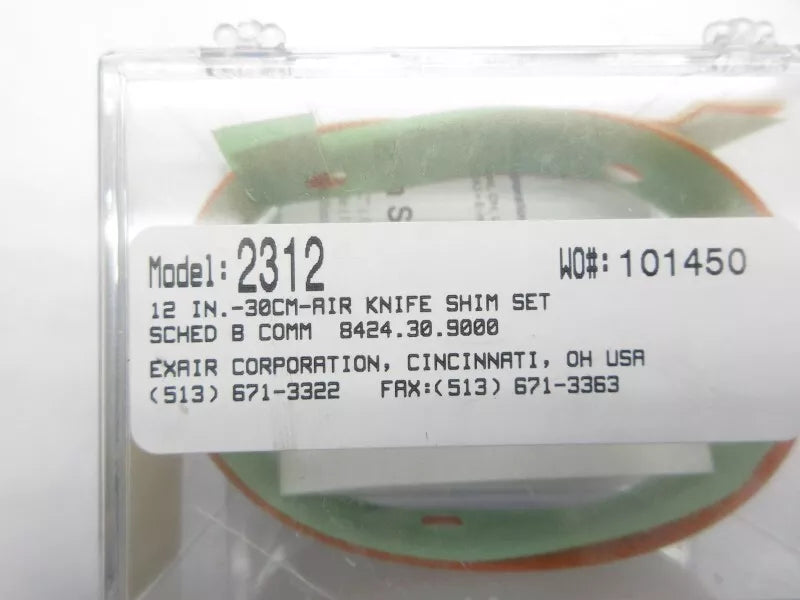 Model: 2312 WO#: 101450
12 IN.-30CM-AIR KNIFE SHIM SET
SCHED B COMM 8424.30.9000
EXAIR CORPORATION, CINCINNATI, OH USA
(513) 671-3322 FAX:(513) 671-3363